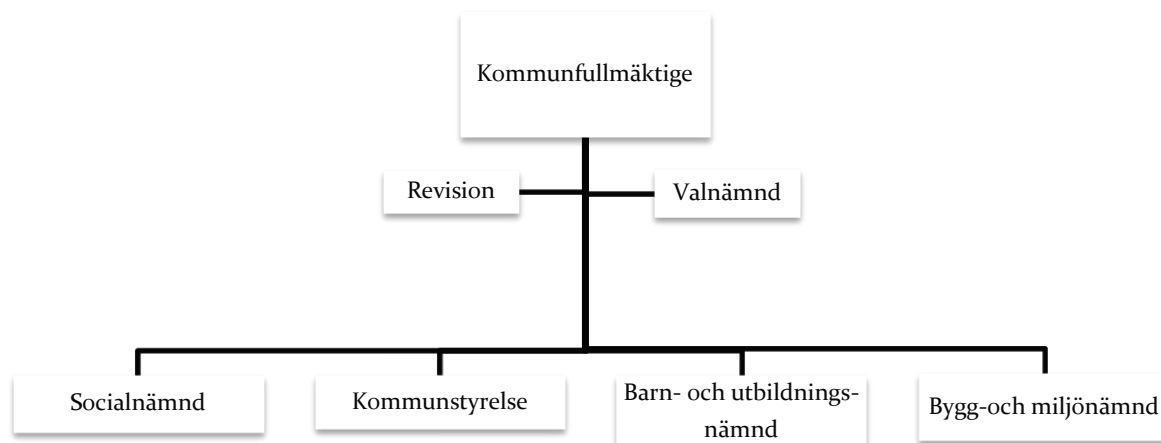 Kommunfullmäktige
Revision
Valnämnd
Socialnämnd
Kommunstyrelse
Barn- och utbildnings-
nämnd
Bygg-och miljönämnd